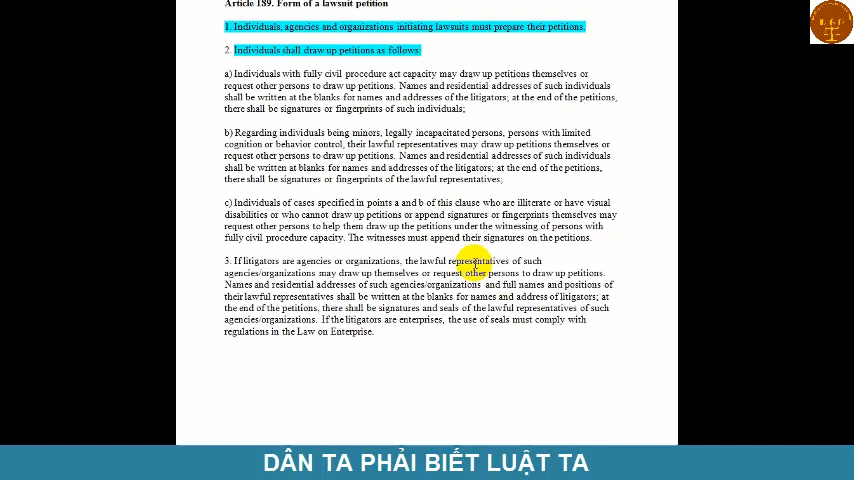 Article 189. Form of a lawsuit petition
1. Individuals, agencies and organizations initiating lawsuits must prepare their petitions.
2. Individuals shall draw up petitions as follows:
a) Individuals with fully civil procedure act capacity may draw up petitions themselves or
request other persons to draw up petitions. Names and residential addresses of such individuals
shall be written at the blanks for names and addresses of the litigators; at the end of the petitions,
there shall be signatures or fingerprints of such individuals;
b) Regarding individuals being minors, legally incapacitated persons, persons with limited
cognition or behavior control, their lawful representatives may draw up petitions themselves or
request other persons to draw up petitions. Names and residential addresses of such individuals
shall be written at blanks for names and addresses of the litigators; at the end of the petitions,
there shall be signatures or fingerprints of the lawful representatives;
c) Individuals of cases specified in points a and b of this clause who are illiterate or have visual
disabilities or who cannot draw up petitions or append signatures or fingerprints themselves may
request other persons to help them draw up the petitions under the witnessing of persons with
fully civil procedure capacity. The witnesses must append their signatures on the petitions.
3. If litigators are agencies or organizations, the lawful representatives of such
agencies/organizations may draw up themselves or request other persons to draw up petitions.
Names and residential addresses of such agencies/organizations and full names and positions of
their lawful representatives shall be written at the blanks for names and address of litigators; at
the end of the petitions, there shall be signatures and seals of the lawful representatives of such
agencies/organizations. If the litigators are enterprises, the use of seals must comply with
regulations in the Law on Enterprise.
DÂN TA PHẢI BIẾT LUẬT TA